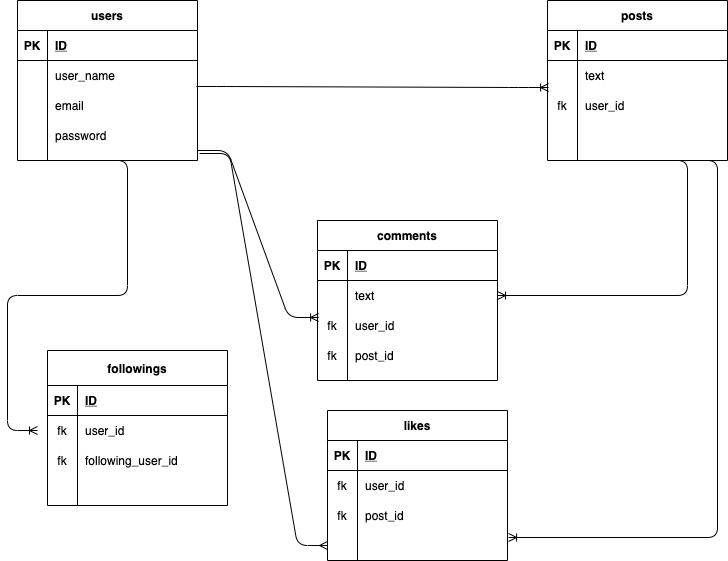 users
PK ID
user_name
email
password
posts
PK ID
text
fk user_id
comments
PK ID
text
fk user_id
fk post_id
followings
PK ID
fk user_id
fk following_user_id
likes
PK ID
fk user_id
fk post_id